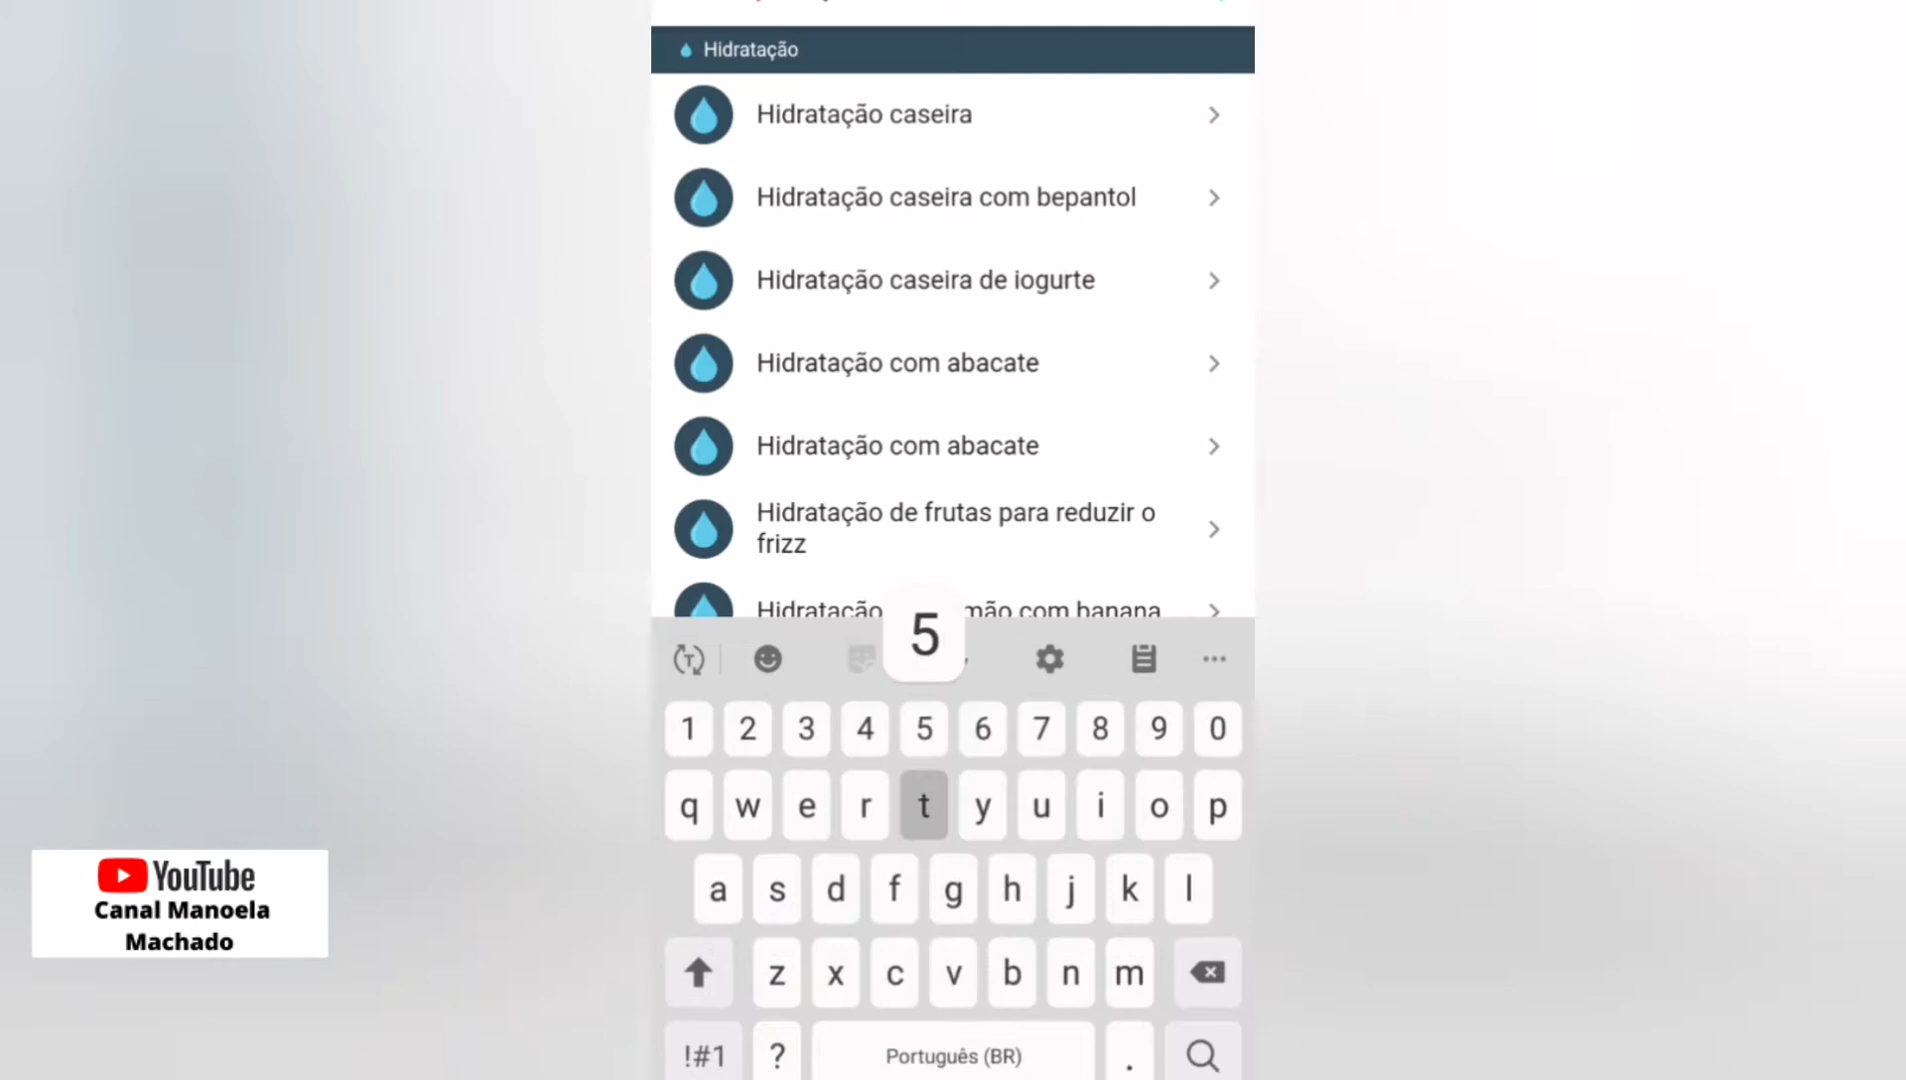 Hidratação
Hidratação caseira
Hidratação caseira com bepantol
Hidratação caseira de iogurte
Hidratação com abacate
Hidratação com abacate
Hidratação de frutas para reduzir o
frizz
Hidratação mão com banana
5
1 2 3 4 5 6 7 8 9 0
q w e r t y u i o p
a s d f g h j k l
z x c v b n m
!#1 ? Português (BR) .
YouTube
Canal Manoela
Machado